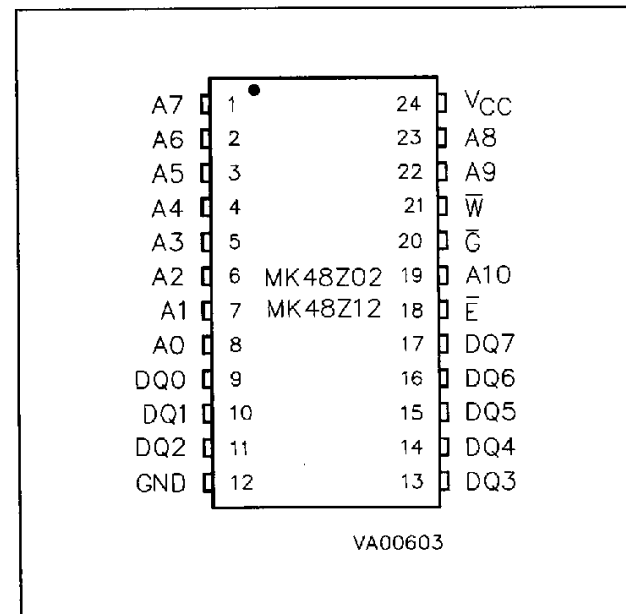 A7 1 24 VCC
A6 2 23 A8
A5 3 22 A9
A4 4 21 W̅
A3 5 20 G̅
A2 6 MK48Z02 19 A10
A1 7 MK48Z12 18 E̅
A0 8 17 DQ7
DQ0 9 16 DQ6
DQ1 10 15 DQ5
DQ2 11 14 DQ4
GND 12 13 DQ3
VA00603